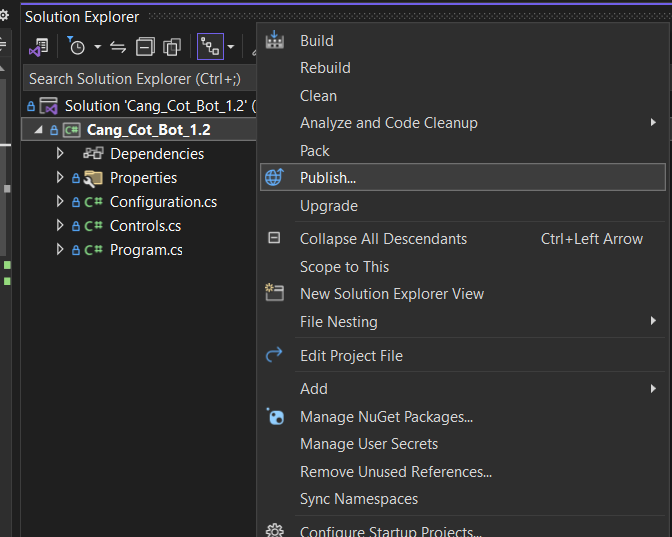 Solution Explorer
Search Solution Explorer (Ctrl+;)
Solution 'Cang_Cot_Bot_1.2' (
C# Cang_Cot_Bot_1.2
Dependencies
Properties
C# Configuration.cs
C# Controls.cs
C# Program.cs
Build
Rebuild
Clean
Analyze and Code Cleanup
Pack
Publish...
Upgrade
Collapse All Descendants Ctrl+Left Arrow
Scope to This
New Solution Explorer View
File Nesting
Edit Project File
Add
Manage NuGet Packages...
Manage User Secrets
Remove Unused References...
Sync Namespaces
Configure Startup Projects...